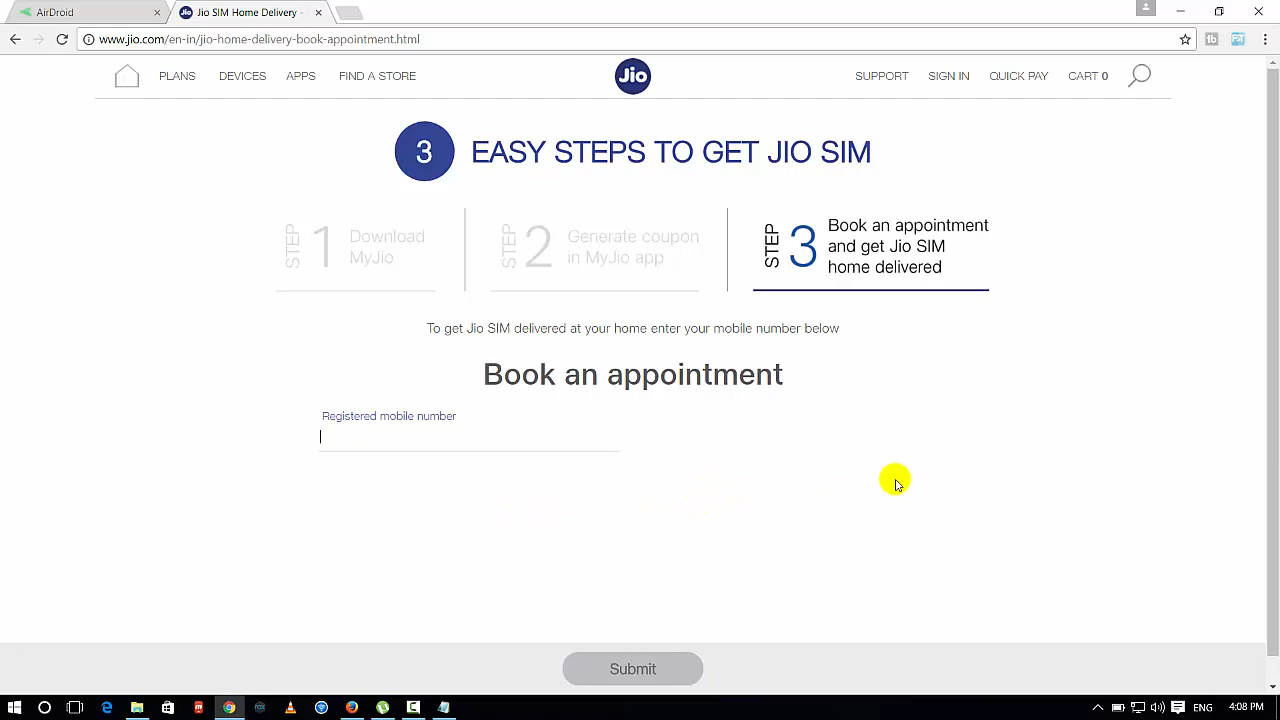 AirDroid
Jio SIM Home Delivery -
www.jio.com/en-in/jio-home-delivery-book-appointment.html
PLANS DEVICES APPS FIND A STORE Jio SUPPORT SIGN IN QUICK PAY CART 0
3 EASY STEPS TO GET JIO SIM
STEP 1 Download
MyJio
STEP 2 Generate coupon
in MyJio app
STEP 3 Book an appointment
and get Jio SIM
home delivered
To get Jio SIM delivered at your home enter your mobile number below
Book an appointment
Registered mobile number
Submit
ENG 4:08 PM